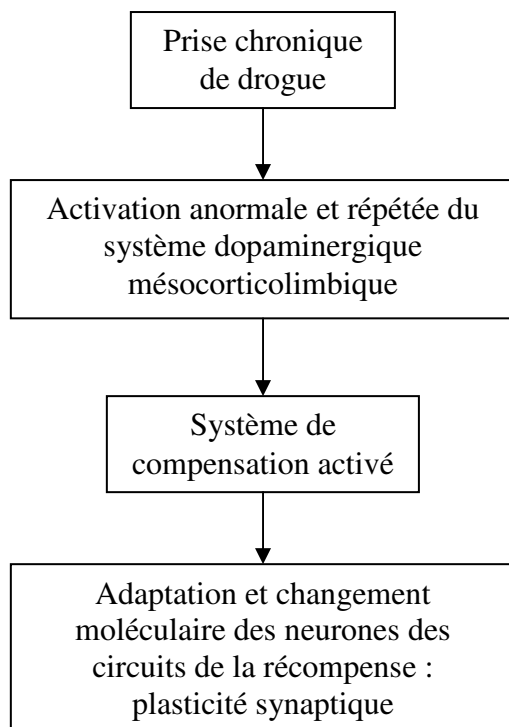 Prise chronique
de drogue
Activation anormale et répétée du
système dopaminergique
mésocorticolimbique
Système de
compensation activé
Adaptation et changement
moléculaire des neurones des
circuits de la récompense :
plasticité synaptique